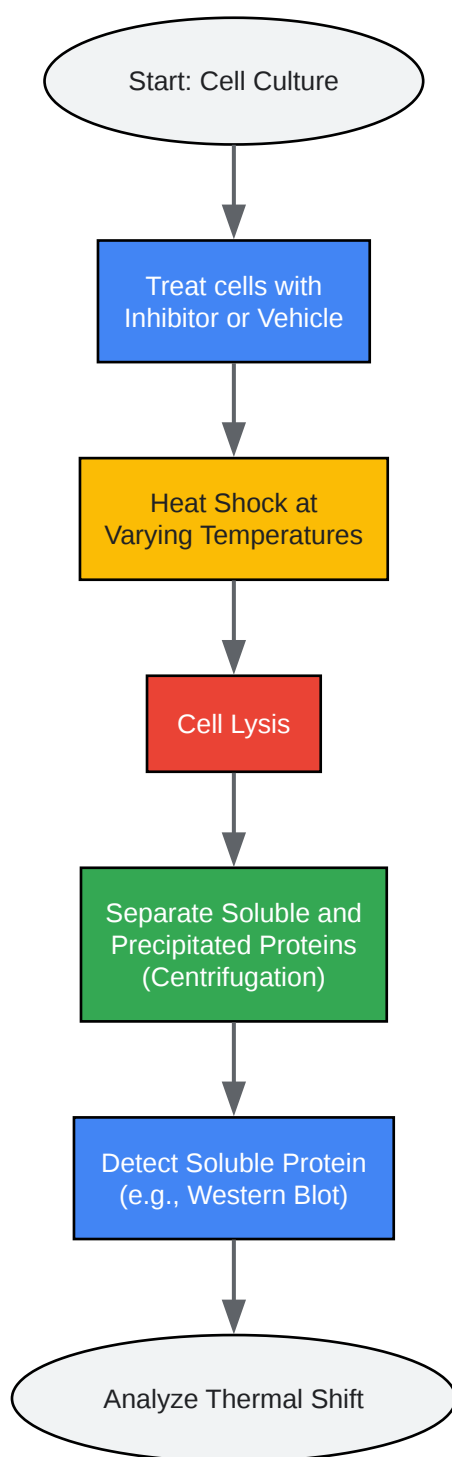 Start: Cell Culture
Treat cells with
Inhibitor or Vehicle
Heat Shock at
Varying Temperatures
Cell Lysis
Separate Soluble and
Precipitated Proteins
(Centrifugation)
Detect Soluble Protein
(e.g., Western Blot)
Analyze Thermal Shift